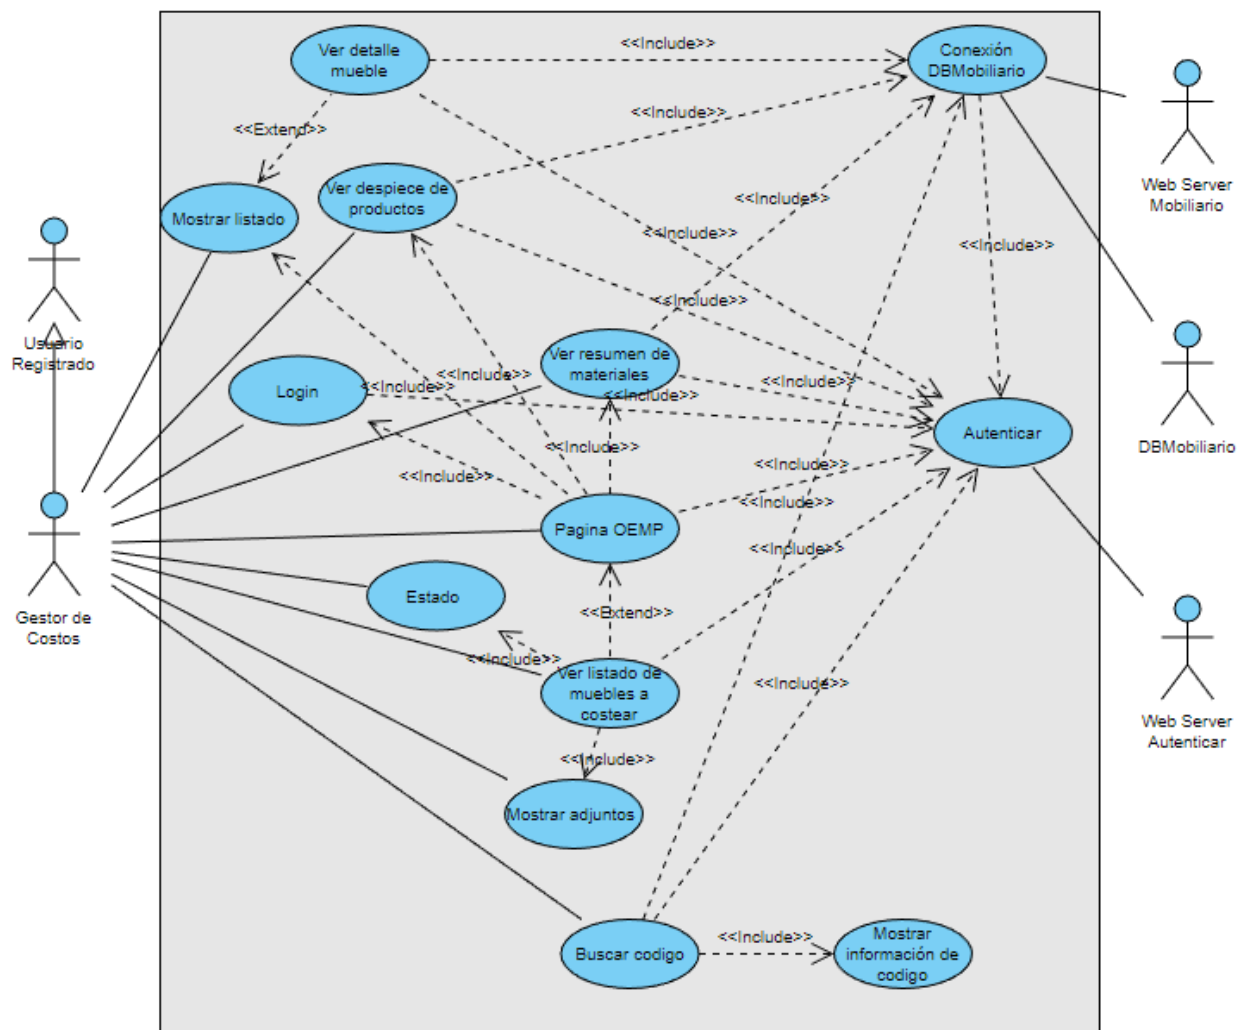 Ver detalle
mueble
<<Include>>
Conexión
DBMobiliario
<<Extend>>
<<Include>>
Web Server
Mobiliario
Mostrar listado
Ver despiece de
productos
<<Include>>
<<Include>>
<<Include>>
<<Include>>
Usuario
Registrado
Ver resumen de
materiales
<<Include>>
Login
<<Include>>
<<Include>>
<<Include>>
Autenticar
DBMobiliario
<<Include>>
<<Include>>
<<Include>>
Pagina OEMP
<<Include>>
Estado
Gestor de
Costos
<<Extend>>
<<Include>>
Ver listado de
muebles a
costear
<<Include>>
Web Server
Autenticar
<<Include>>
Mostrar adjuntos
Buscar codigo
<<Include>>
Mostrar
información de
codigo